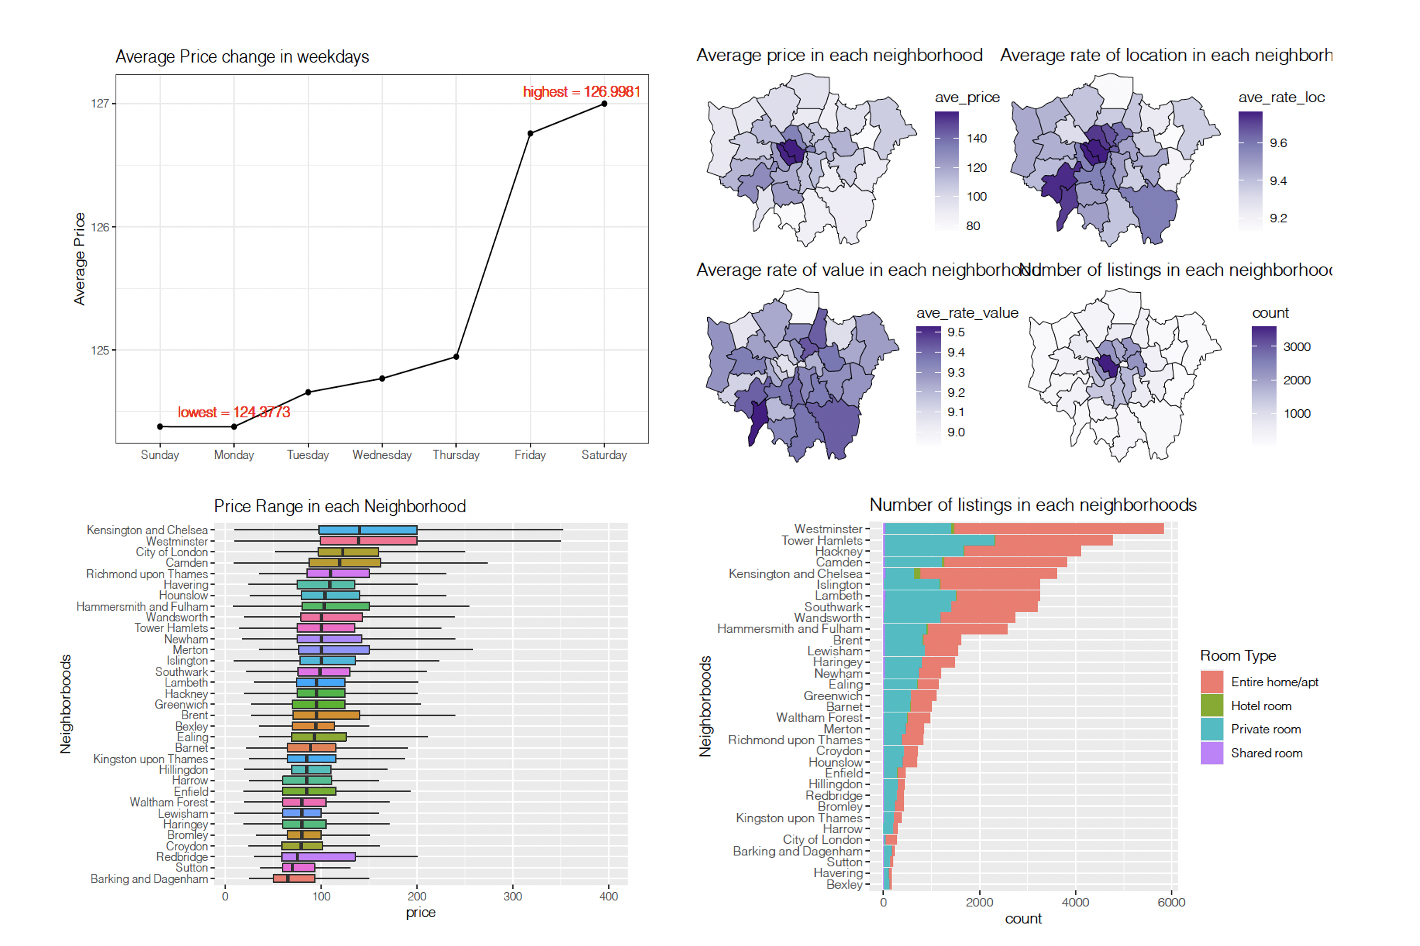 Average Price change in weekdays
highest = 126.9981
lowest = 124.3773
127
126
125
Average Price
Sunday Monday Tuesday Wednesday Thursday Friday Saturday
Average price in each neighborhood
ave_price
140
120
100
80
Average rate of location in each neighborh
ave_rate_loc
9.6
9.4
9.2
Average rate of value in each neighborhood
ave_rate_value
9.5
9.4
9.3
9.2
9.1
9.0
Number of listings in each neighborhood
count
3000
2000
1000
Price Range in each Neighborhood
Neighborboods
Kensington and Chelsea
Westminster
City of London
Camden
Richmond upon Thames
Havering
Hounslow
Hammersmith and Fulham
Wandsworth
Tower Hamlets
Newham
Merton
Islington
Southwark
Lambeth
Hackney
Greenwich
Brent
Bexley
Ealing
Barnet
Kingston upon Thames
Hillingdon
Harrow
Enfield
Waltham Forest
Lewisham
Haringey
Bromley
Croydon
Redbridge
Sutton
Barking and Dagenham
0 100 200 300 400
price
Number of listings in each neighborhoods
Neighborboods
Westminster
Tower Hamlets
Hackney
Camden
Kensington and Chelsea
Islington
Lambeth
Southwark
Wandsworth
Hammersmith and Fulham
Brent
Lewisham
Haringey
Newham
Ealing
Greenwich
Barnet
Waltham Forest
Merton
Richmond upon Thames
Croydon
Hounslow
Enfield
Hillingdon
Redbridge
Bromley
Kingston upon Thames
Harrow
City of London
Barking and Dagenham
Sutton
Havering
Bexley
0 2000 4000 6000
count
Room Type
Entire home/apt
Hotel room
Private room
Shared room